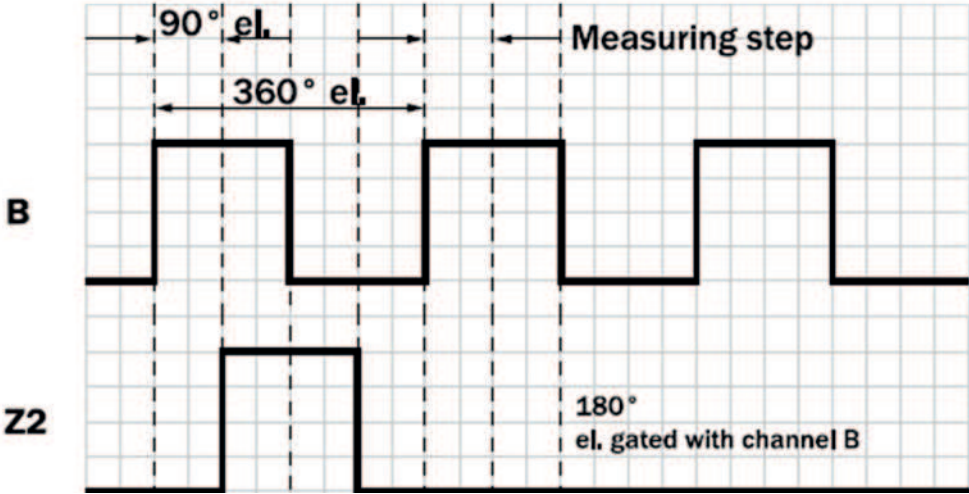 90° el.
Measuring step
360° el.
B
Z2
180°
el. gated with channel B